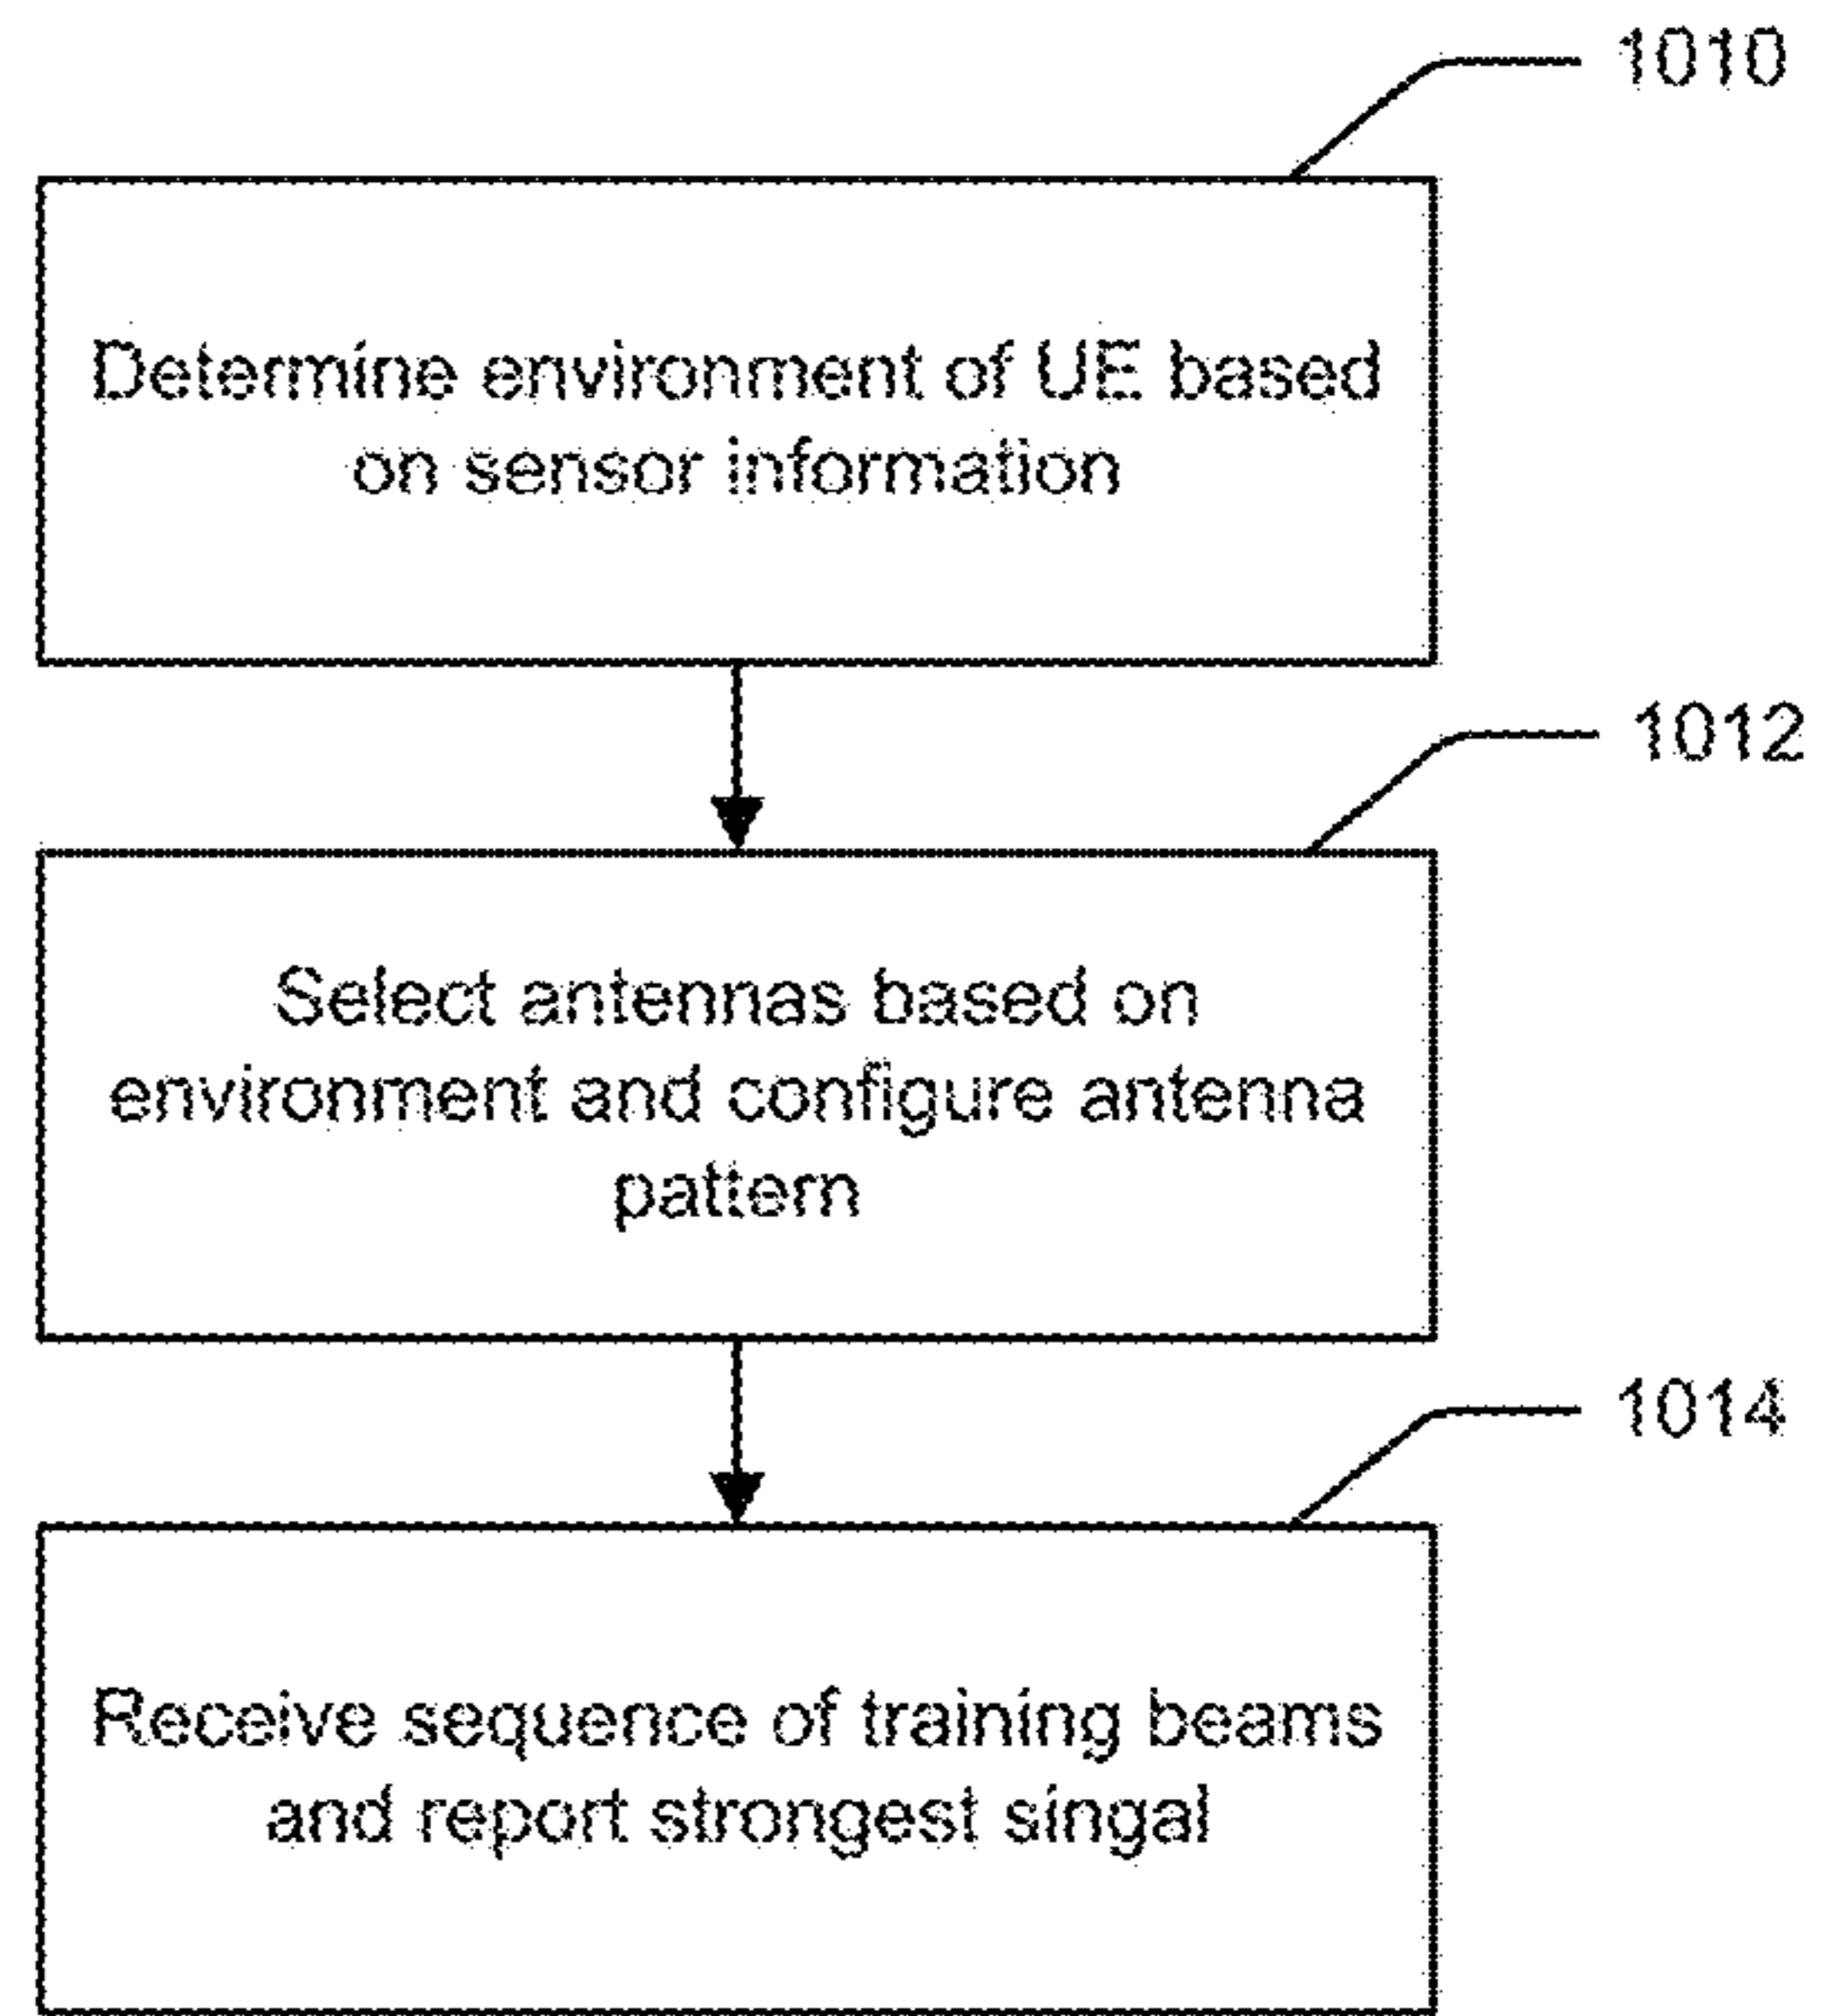 1010
Determine environment of UE based
on sensor information
1012
Select antennas based on
environment and configure antenna
pattern
1014
Receive sequence of training beams
and report strongest singal